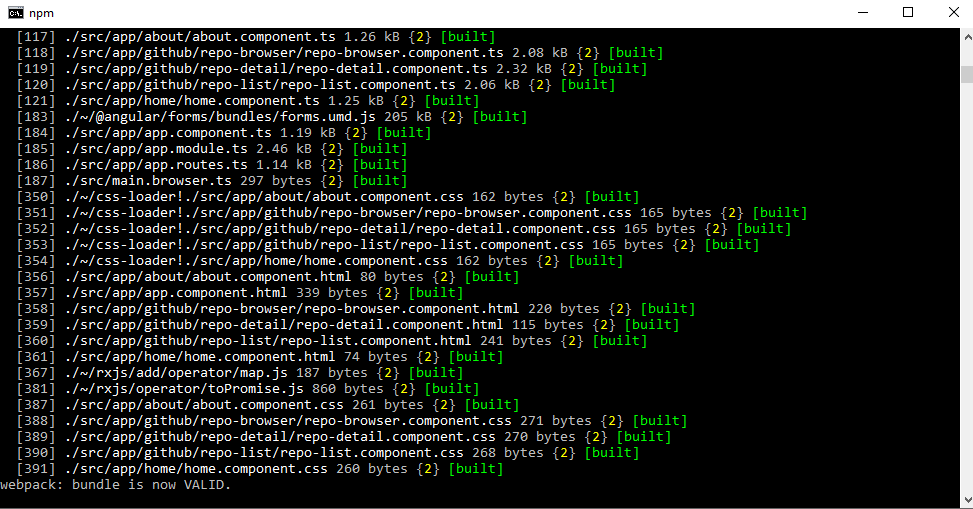 npm
[117] ./src/app/about/about.component.ts 1.26 kB {2} [built]
[118] ./src/app/github/repo-browser/repo-browser.component.ts 2.08 kB {2} [built]
[119] ./src/app/github/repo-detail/repo-detail.component.ts 2.32 kB {2} [built]
[120] ./src/app/github/repo-list/repo-list.component.ts 2.06 kB {2} [built]
[121] ./src/app/home/home.component.ts 1.25 kB {2} [built]
[183] ./~/@angular/forms/bundles/forms.umd.js 205 kB {2} [built]
[184] ./src/app/app.component.ts 1.19 kB {2} [built]
[185] ./src/app/app.module.ts 2.46 kB {2} [built]
[186] ./src/app/app.routes.ts 1.14 kB {2} [built]
[187] ./src/main.browser.ts 297 bytes {2} [built]
[350] ./~/css-loader!./src/app/about/about.component.css 162 bytes {2} [built]
[351] ./~/css-loader!./src/app/github/repo-browser/repo-browser.component.css 165 bytes {2} [built]
[352] ./~/css-loader!./src/app/github/repo-detail/repo-detail.component.css 165 bytes {2} [built]
[353] ./~/css-loader!./src/app/github/repo-list/repo-list.component.css 165 bytes {2} [built]
[354] ./~/css-loader!./src/app/home/home.component.css 162 bytes {2} [built]
[356] ./src/app/about/about.component.html 80 bytes {2} [built]
[357] ./src/app/app.component.html 339 bytes {2} [built]
[358] ./src/app/github/repo-browser/repo-browser.component.html 220 bytes {2} [built]
[359] ./src/app/github/repo-detail/repo-detail.component.html 115 bytes {2} [built]
[360] ./src/app/github/repo-list/repo-list.component.html 241 bytes {2} [built]
[361] ./src/app/home/home.component.html 74 bytes {2} [built]
[367] ./~/rxjs/add/operator/map.js 187 bytes {2} [built]
[381] ./~/rxjs/operator/toPromise.js 860 bytes {2} [built]
[387] ./src/app/about/about.component.css 261 bytes {2} [built]
[388] ./src/app/github/repo-browser/repo-browser.component.css 271 bytes {2} [built]
[389] ./src/app/github/repo-detail/repo-detail.component.css 270 bytes {2} [built]
[390] ./src/app/github/repo-list/repo-list.component.css 268 bytes {2} [built]
[391] ./src/app/home/home.component.css 260 bytes {2} [built]
webpack: bundle is now VALID.